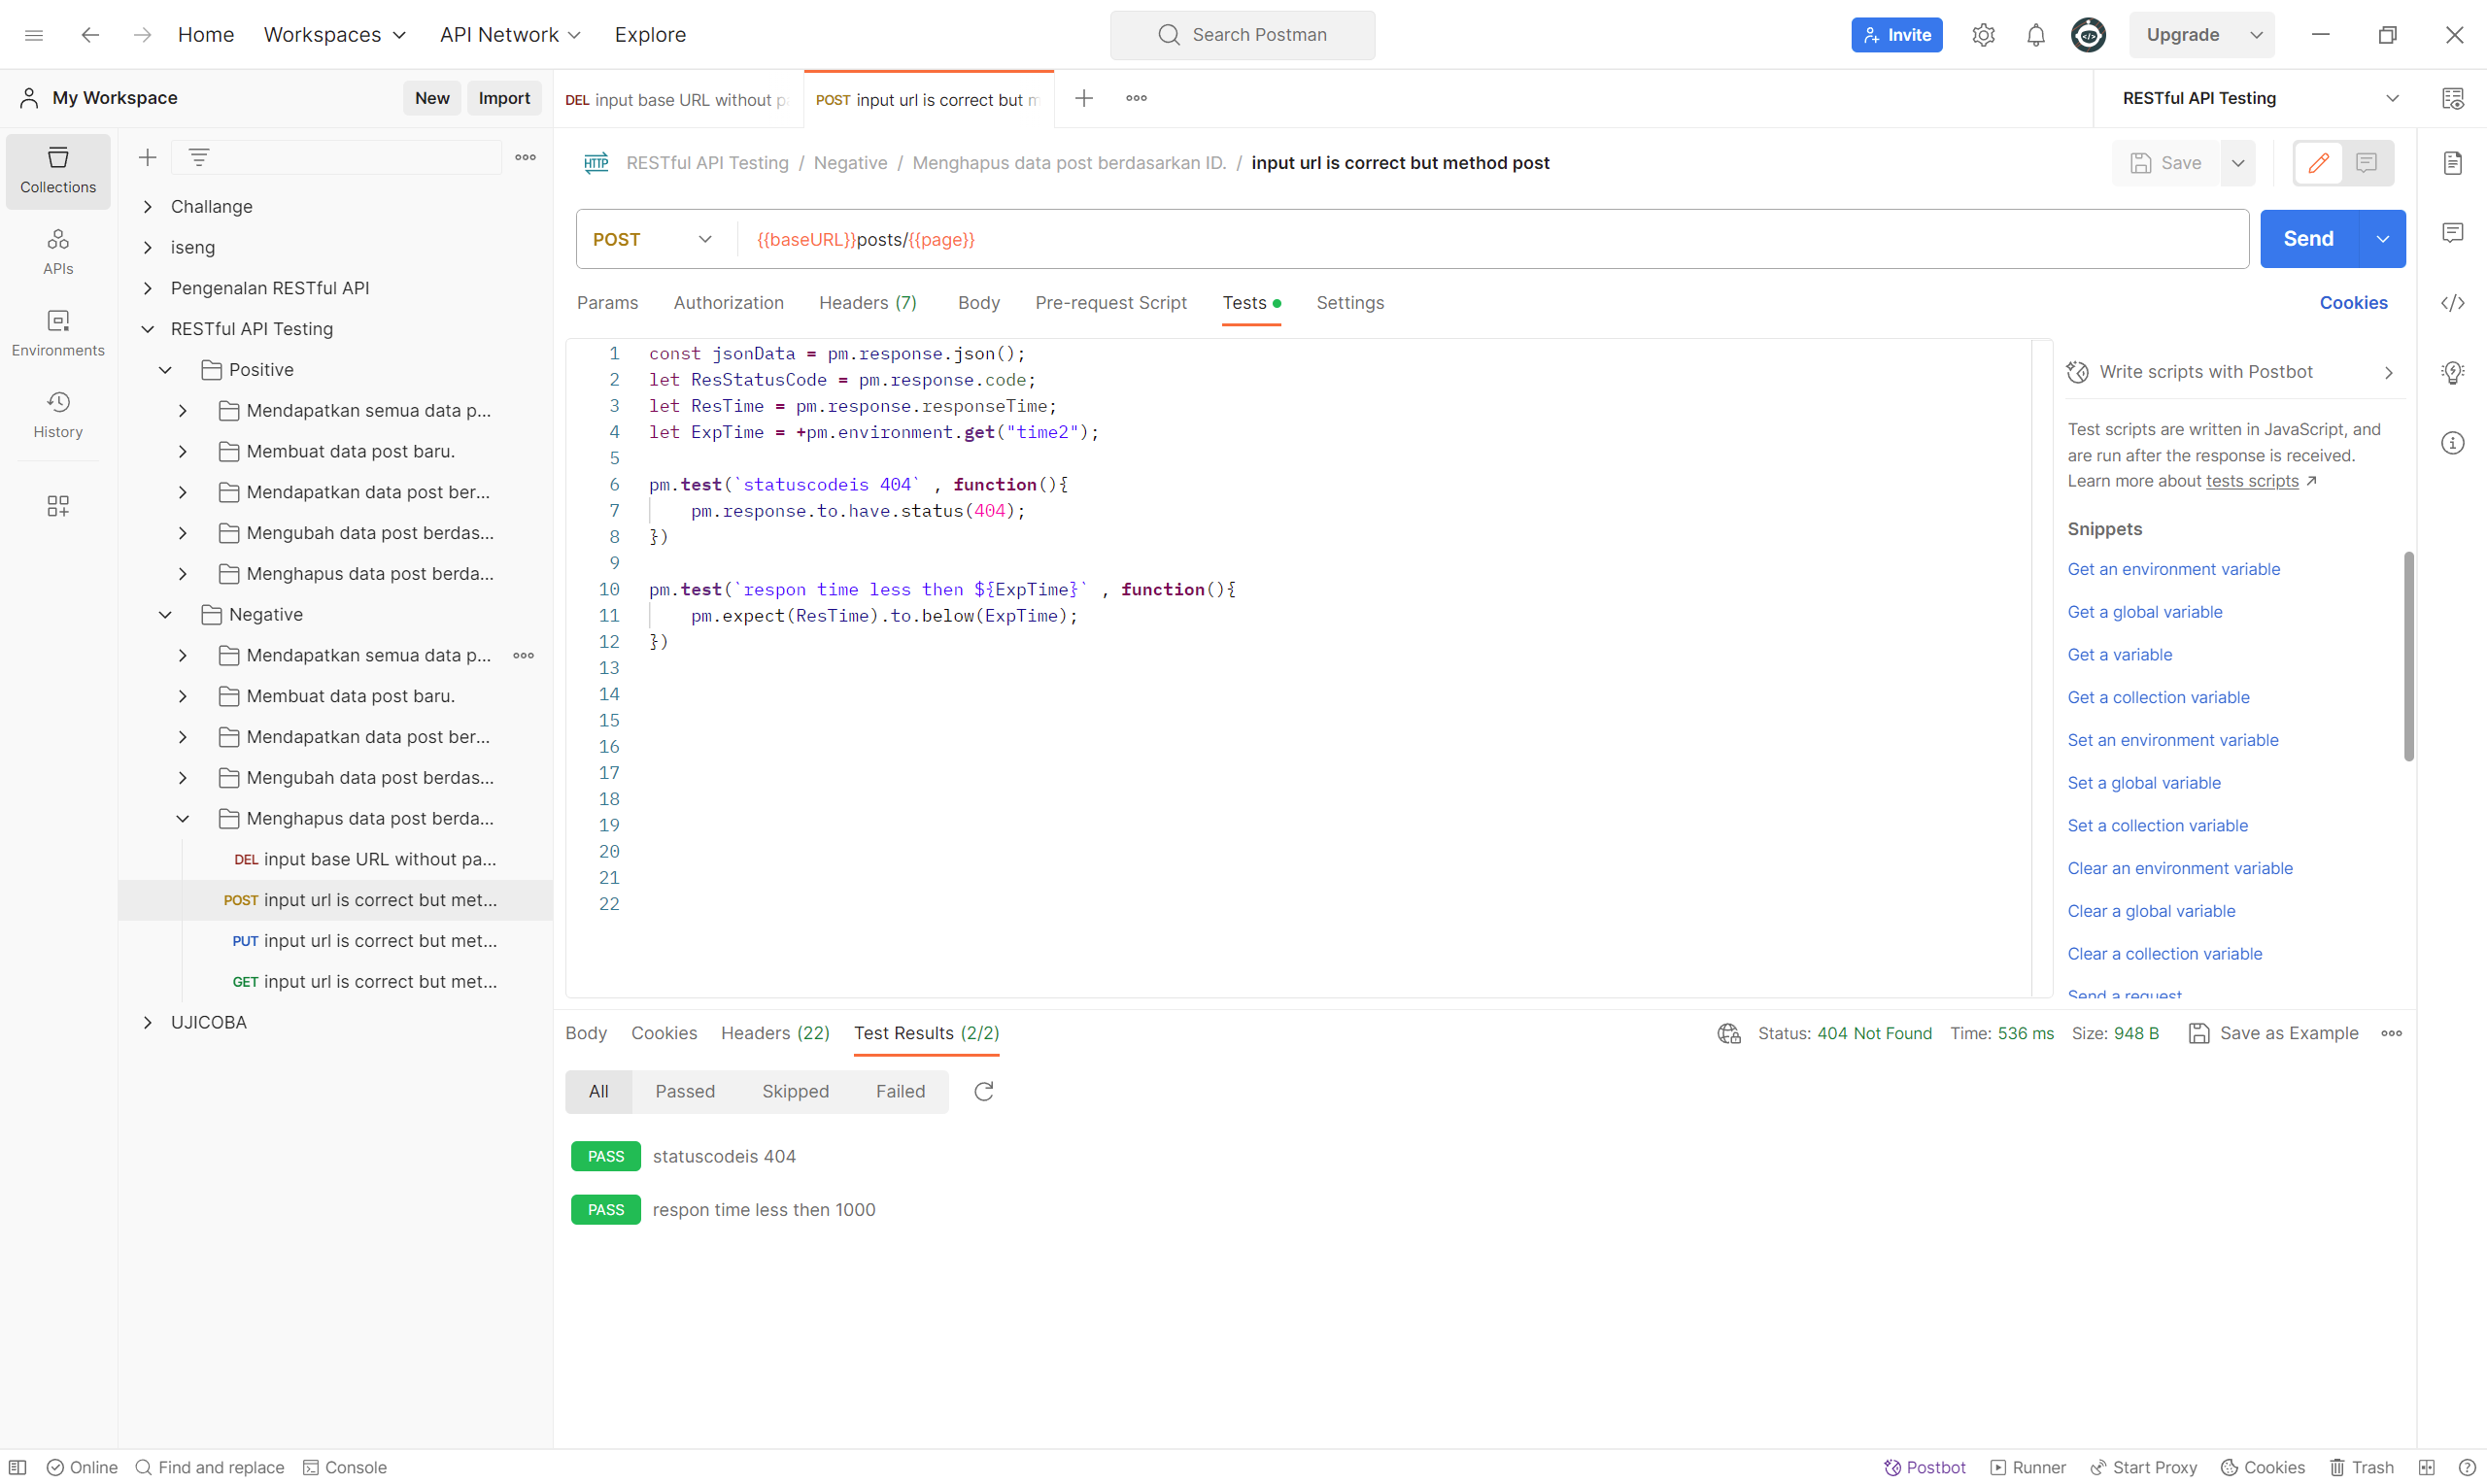 Home Workspaces API Network Explore Search Postman Invite Upgrade
My Workspace New Import DEL input base URL without p POST input url is correct but m RESTful API Testing
Collections
APIs
Environments
History
Challange
iseng
Pengenalan RESTful API
RESTful API Testing
Positive
Mendapatkan semua data p...
Membuat data post baru.
Mendapatkan data post ber...
Mengubah data post berdas...
Menghapus data post berda...
Negative
Mendapatkan semua data p...
Membuat data post baru.
Mendapatkan data post ber...
Mengubah data post berdas...
Menghapus data post berda...
DEL input base URL without pa...
POST input url is correct but met...
PUT input url is correct but met...
GET input url is correct but met...
UJICOBA
HTTP RESTful API Testing / Negative / Menghapus data post berdasarkan ID. / input url is correct but method post Save
POST {{baseURL}}posts/{{page}} Send
Params Authorization Headers (7) Body Pre-request Script Tests Settings Cookies
1 const jsonData = pm.response.json();
2 let ResStatusCode = pm.response.code;
3 let ResTime = pm.response.responseTime;
4 let ExpTime = +pm.environment.get("time2");
5
6 pm.test(`statuscodeis 404` , function(){
7 pm.response.to.have.status(404);
8 })
9
10 pm.test(`respon time less then ${ExpTime}` , function(){
11 pm.expect(ResTime).to.below(ExpTime);
12 })
13
14
15
16
17
18
19
20
21
22
Write scripts with Postbot
Test scripts are written in JavaScript, and
are run after the response is received.
Learn more about tests scripts
Snippets
Get an environment variable
Get a global variable
Get a variable
Get a collection variable
Set an environment variable
Set a global variable
Set a collection variable
Clear an environment variable
Clear a global variable
Clear a collection variable
Send a request
Body Cookies Headers (22) Test Results (2/2) Status: 404 Not Found Time: 536 ms Size: 948 B Save as Example
All Passed Skipped Failed
PASS statuscodeis 404
PASS respon time less then 1000
Online Find and replace Console Postbot Runner Start Proxy Cookies Trash